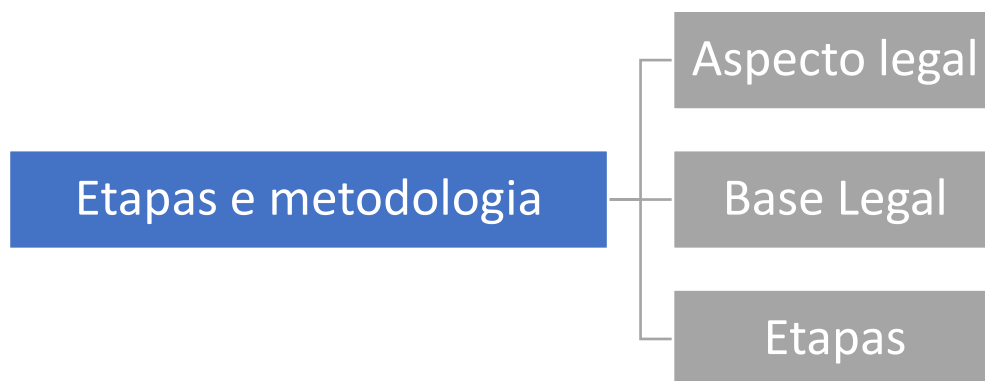 Aspecto legal
Etapas e metodologia
Base Legal
Etapas